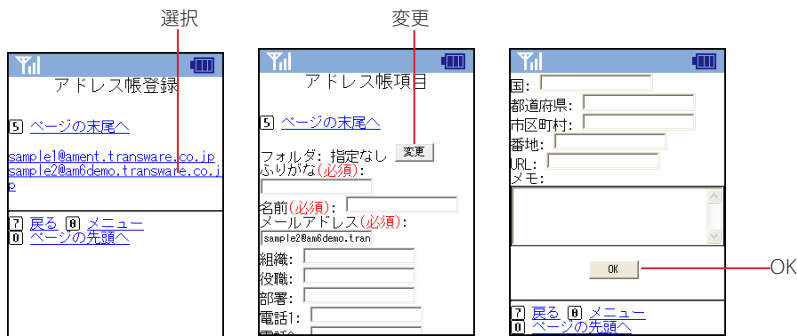 選択
変更
アドレス帳登録
5 ページの末尾へ
sample1@ament.transware.co.jp
sample2@am6demo.transware.co.j
p
7 戻る 8 メニュー
0 ページの先頭へ
アドレス帳項目
5 ページの末尾へ
フォルダ: 指定なし 変更
ふりがな(必須):
名前(必須):
メールアドレス(必須):
sample2@am6demo.tran
組織:
役職:
部署:
電話1:
国:
都道府県:
市区町村:
番地:
URL:
メモ:
OK
OK
7 戻る 8 メニュー
0 ページの先頭へ